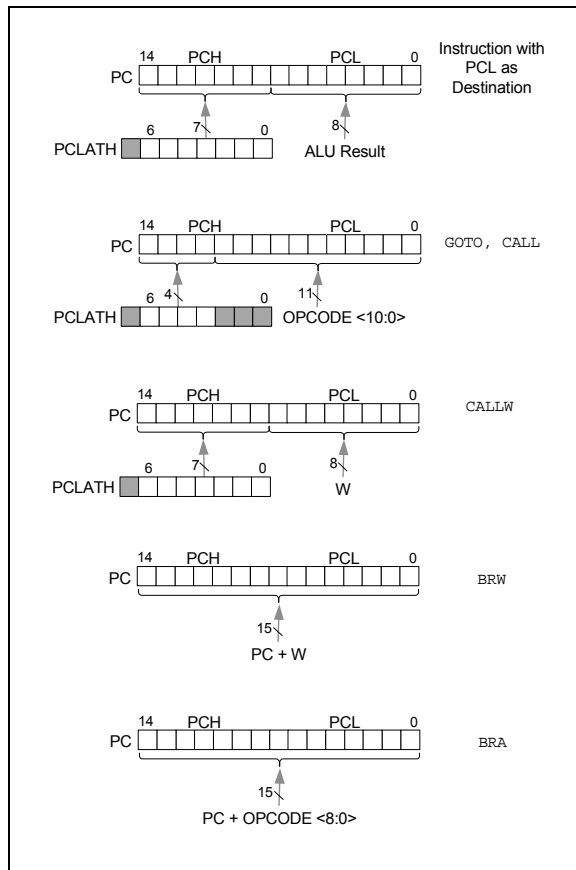 14 PCH PCL 0 Instruction with
PC PCL as
Destination
6 7 0 8
PCLATH ALU Result
14 PCH PCL 0 GOTO, CALL
PC
6 4 0 11
PCLATH OPCODE <10:0>
14 PCH PCL 0 CALLW
PC
6 7 0 8
PCLATH W
14 PCH PCL 0
PC BRW
15
PC + W
14 PCH PCL 0
PC BRA
15
PC + OPCODE <8:0>